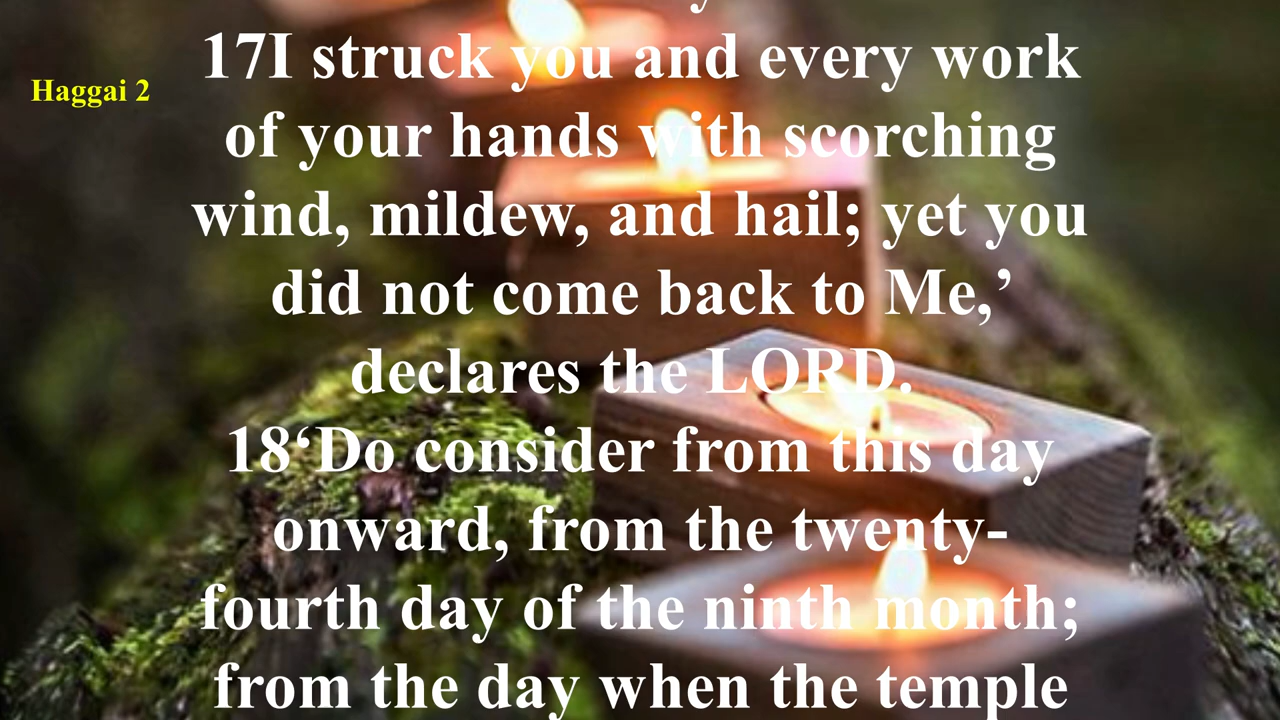 17I struck you and every work
Haggai 2
of your hands with scorching
wind, mildew, and hail; yet you
did not come back to Me,’
declares the LORD.
18‘Do consider from this day
onward, from the twenty-
fourth day of the ninth month;
from the day when the temple